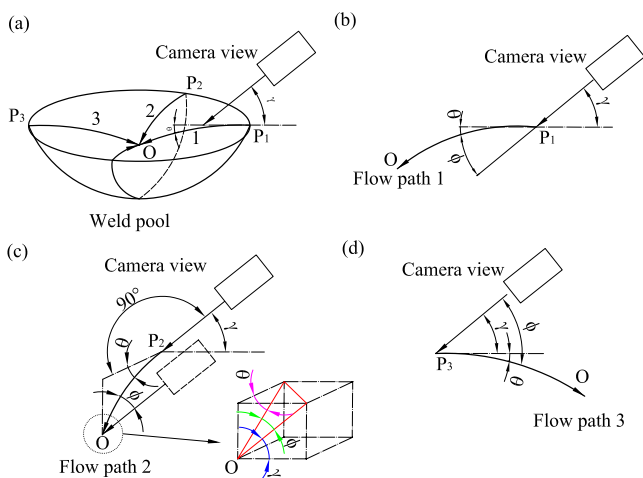 (a)
Camera view
P₂
P₃
3
2
γ
θ
1
P₁
O
Weld pool
(b)
Camera view
θ
γ
P₁
O
ϕ
Flow path 1
(c)
Camera view
90°
P₂
γ
θ
ϕ
O
Flow path 2
θ
ϕ
O
γ
(d)
Camera view
γ
ϕ
P₃
θ
O
Flow path 3